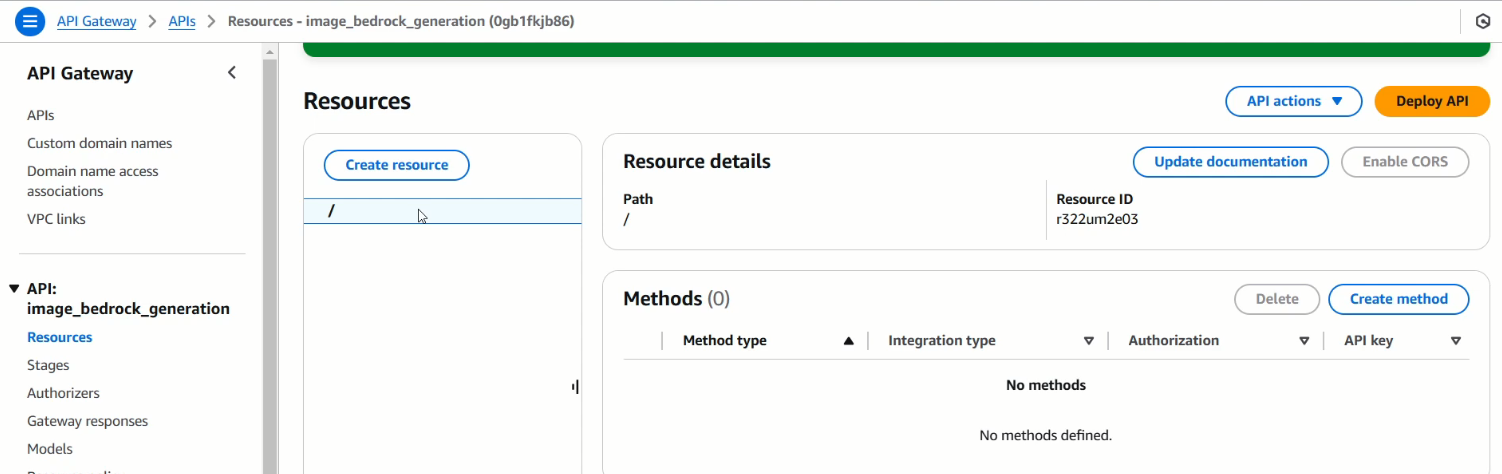 API Gateway > APIs > Resources - image_bedrock_generation (0gb1fkjb86)
API Gateway
APIs
Custom domain names
Domain name access
associations
VPC links
API:
image_bedrock_generation
Resources
Stages
Authorizers
Gateway responses
Models
Resources
API actions
Deploy API
Create resource
/
Resource details
Update documentation
Enable CORS
Path
/
Resource ID
r322um2e03
Methods (0)
Delete
Create method
Method type
Integration type
Authorization
API key
No methods
No methods defined.